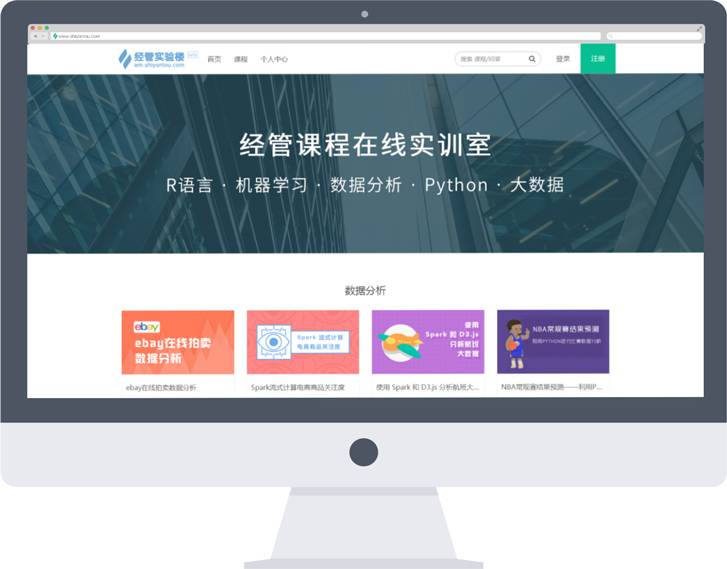 www.shiyanlou.com
经管实验楼
em.shiyanlou.com
首页 课程 个人中心
搜索 课程/问答
登录 注册
经管课程在线实训室
R语言 · 机器学习 · 数据分析 · Python · 大数据
数据分析
ebay
ebay在线拍卖
数据分析
Spark 流式计算
电商商品关注度
使用
Spark 和 D3.js
分析航班
大数据
NBA常规赛结果预测
利用PYTHON进行比赛数据分析
ebay在线拍卖数据分析
Spark流式计算电商商品关注度
使用 Spark 和 D3.js 分析航班大...
NBA常规赛结果预测——利用P...